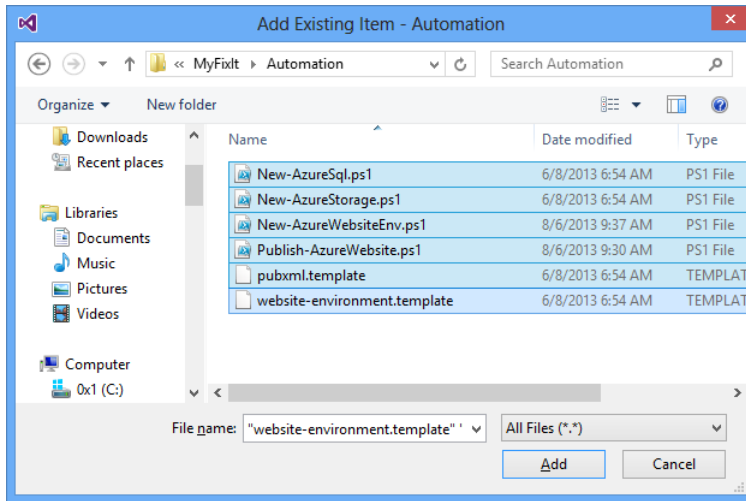 Add Existing Item - Automation
« MyFixIt Automation
Search Automation
Organize New folder
Name Date modified Type
Downloads
Recent places
Libraries
Documents
Music
Pictures
Videos
Computer
0x1 (C:)
New-AzureSql.ps1 6/8/2013 6:54 AM PS1 File
New-AzureStorage.ps1 6/8/2013 6:54 AM PS1 File
New-AzureWebsiteEnv.ps1 8/6/2013 9:37 AM PS1 File
Publish-AzureWebsite.ps1 8/6/2013 9:30 AM PS1 File
pubxml.template 6/8/2013 6:54 AM TEMPLAT
website-environment.template 6/8/2013 6:54 AM TEMPLAT
File name: "website-environment.template" ' All Files (*.*)
Add Cancel